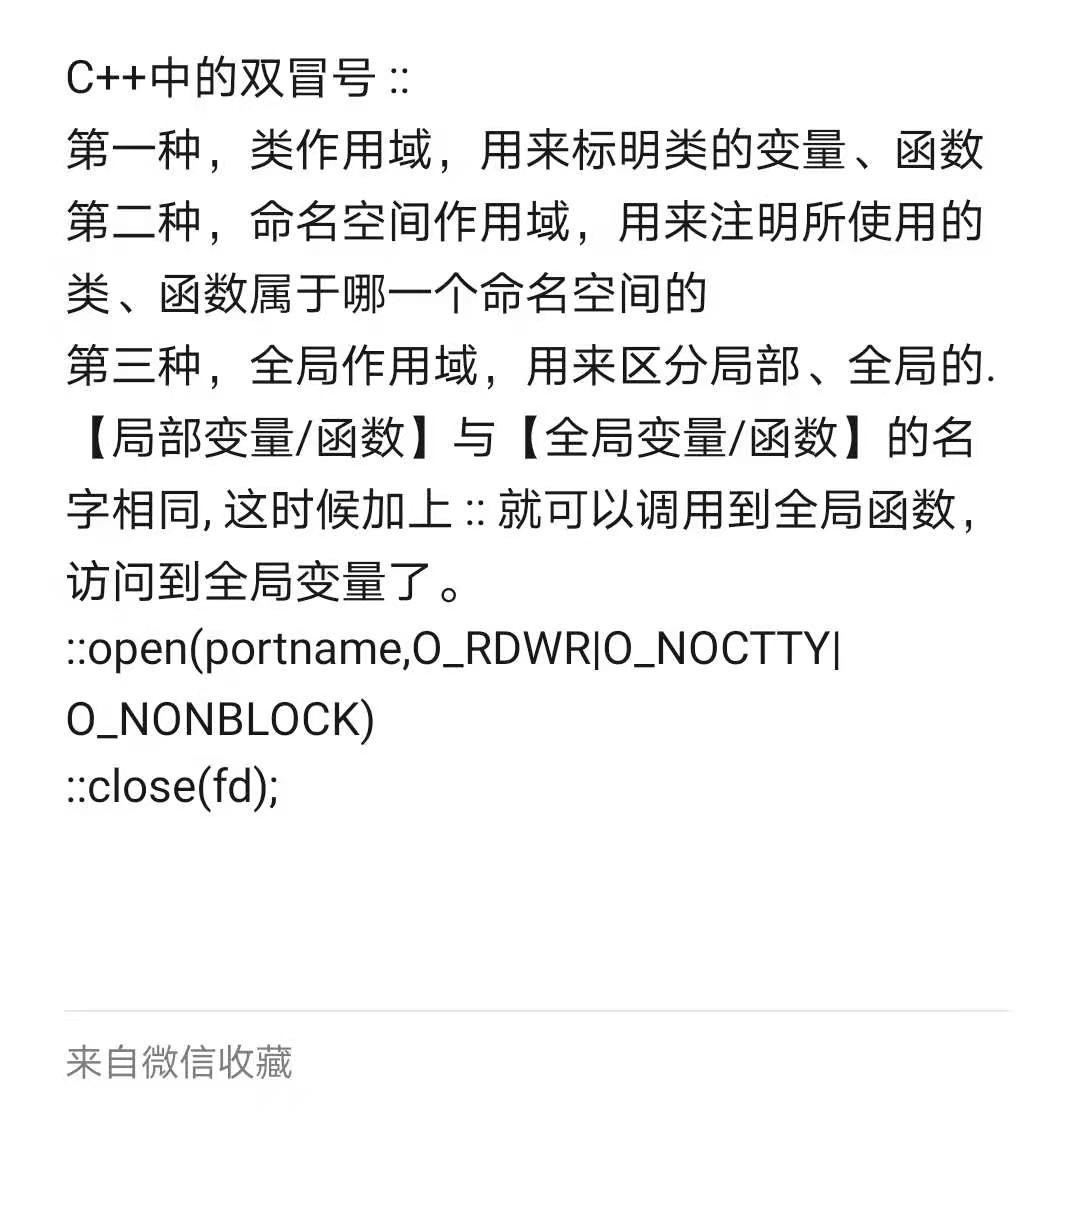 C++中的双冒号 ::
第一种，类作用域，用来标明类的变量、函数
第二种，命名空间作用域，用来注明所使用的
类、函数属于哪一个命名空间的
第三种，全局作用域，用来区分局部、全局的.
【局部变量/函数】与【全局变量/函数】的名
字相同, 这时候加上 :: 就可以调用到全局函数，
访问到全局变量了。
::open(portname,O_RDWR|O_NOCTTY|
O_NONBLOCK)
::close(fd);
来自微信收藏